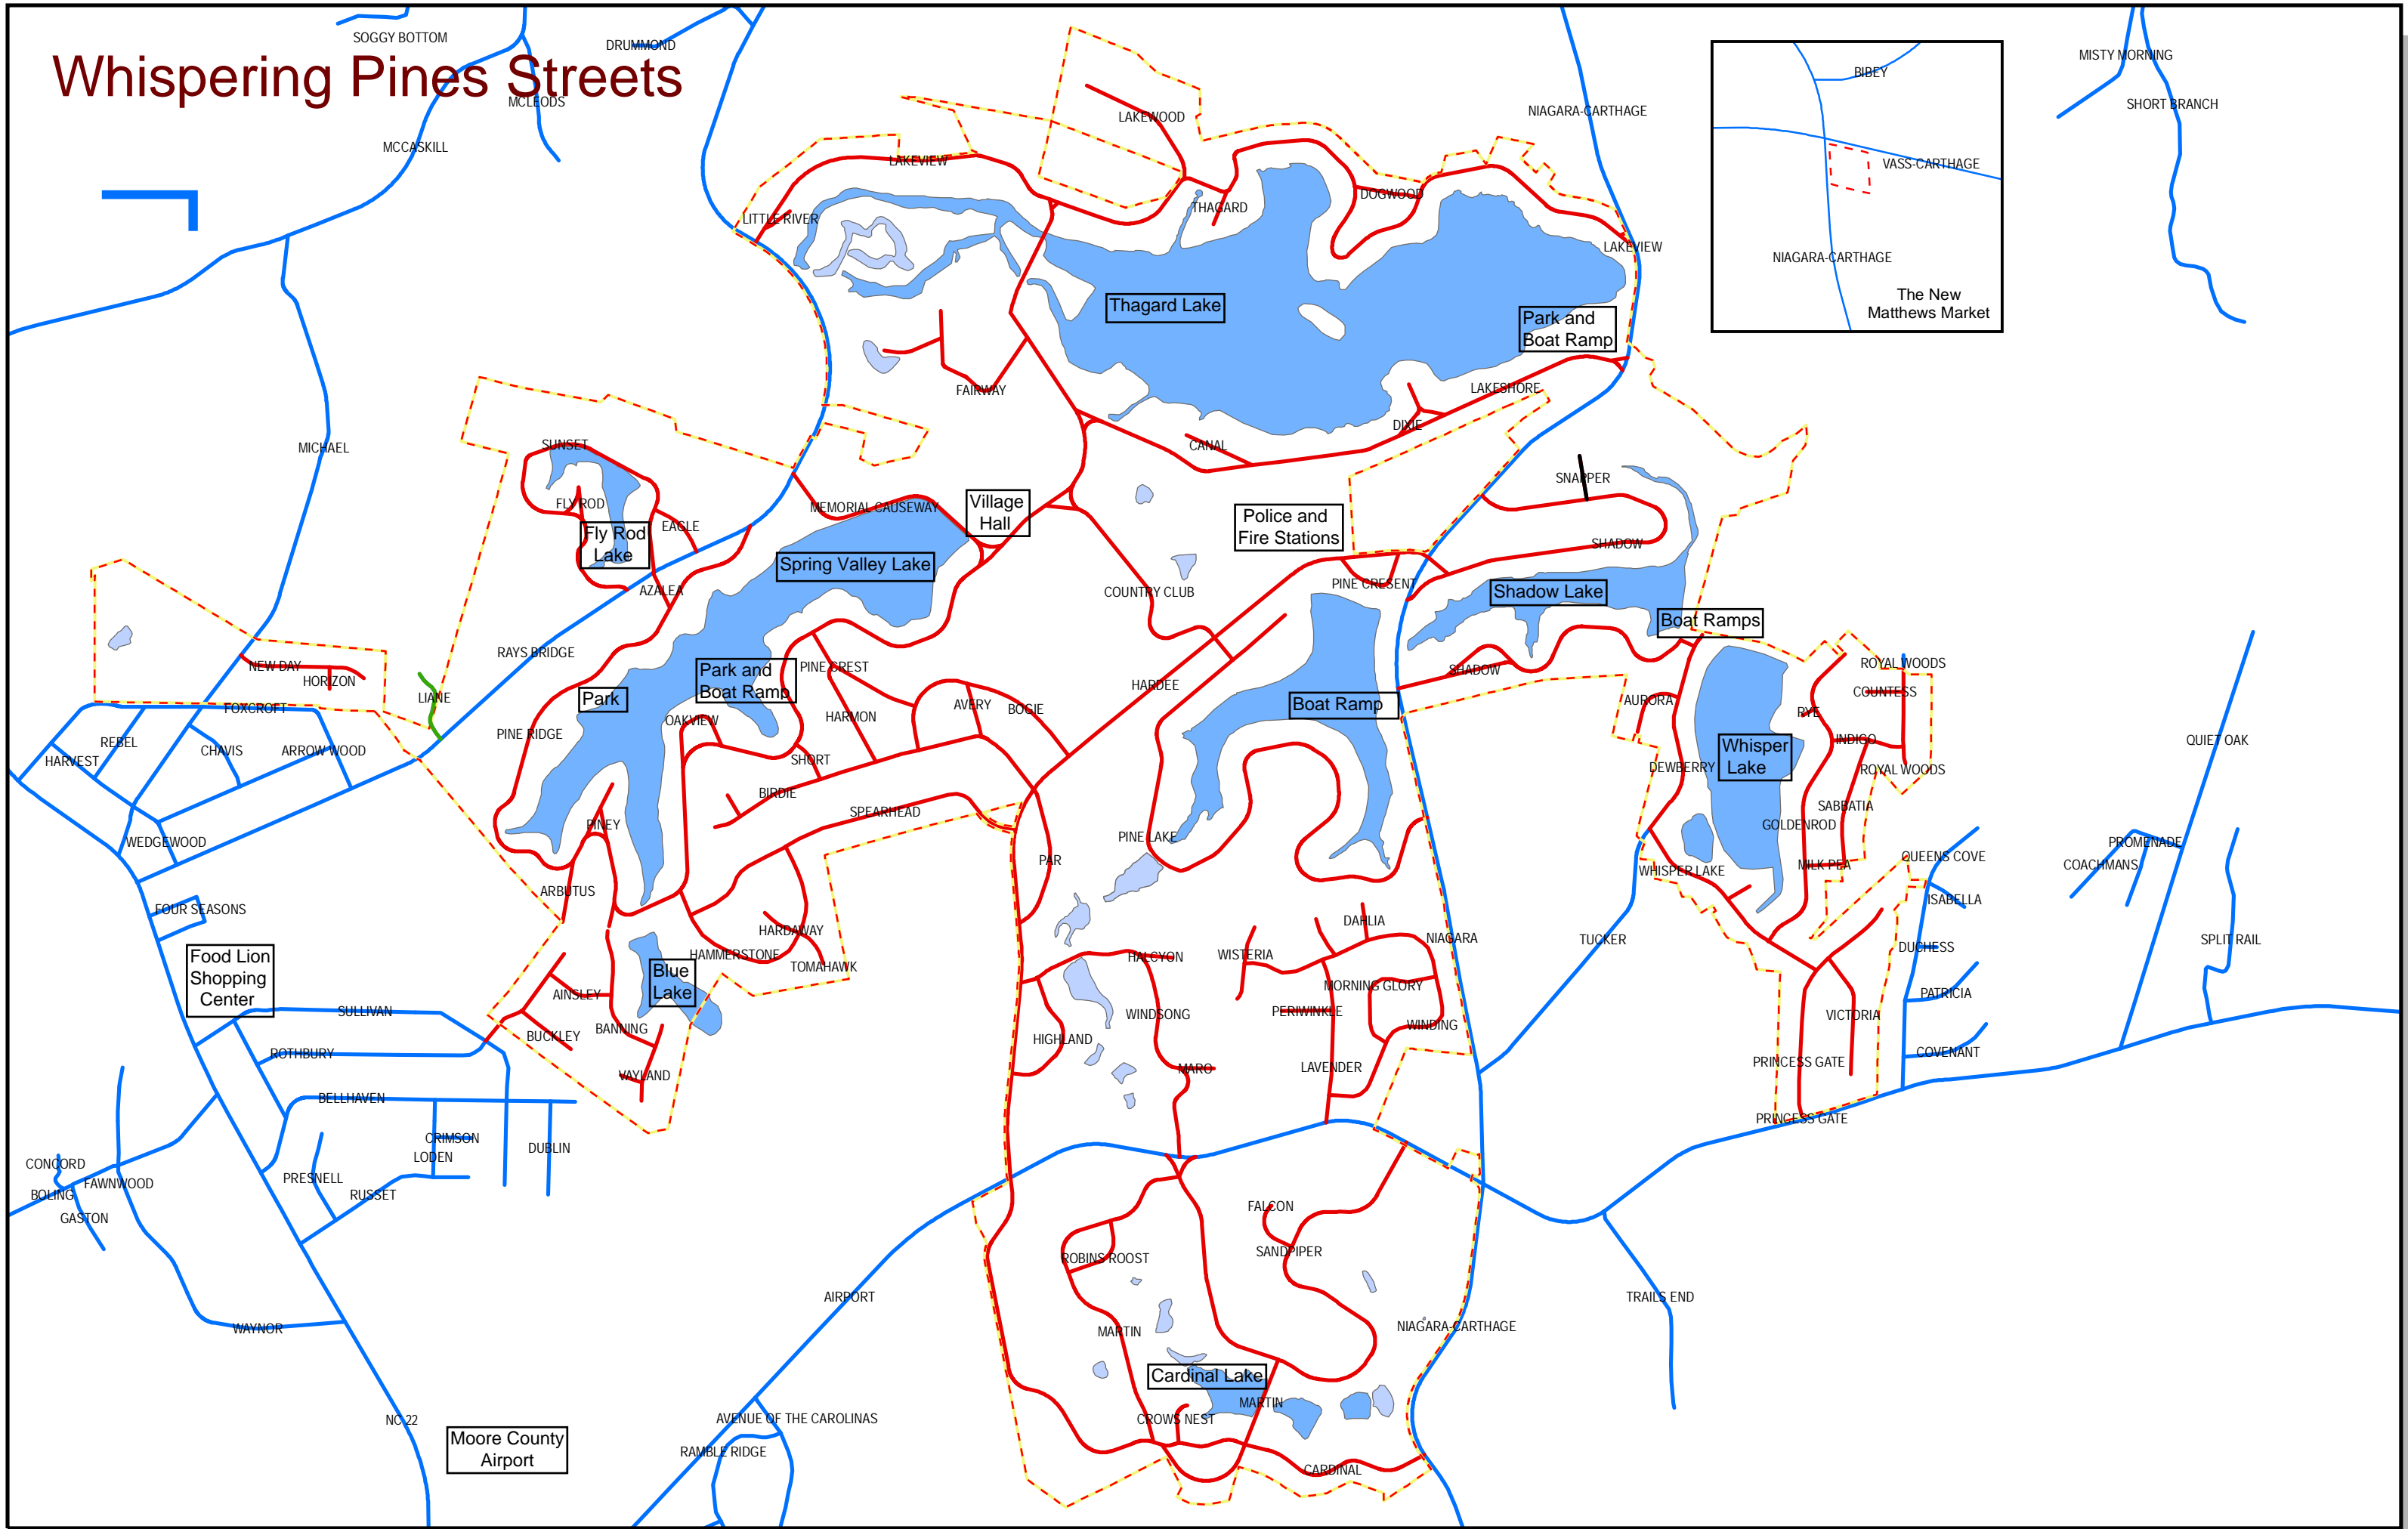 Whispering Pines Streets
SOGGY BOTTOM
DRUMMOND
MCLEODS
MCCASKILL
MISTY MORNING
SHORT BRANCH
BIBEY
VASS-CARTHAGE
NIAGARA-CARTHAGE
The New
Matthews Market
NIAGARA-CARTHAGE
LAKEWOOD
LAKEVIEW
LITTLE RIVER
THAGARD
DOGWOOD
LAKEVIEW
Thagard Lake
Park and
Boat Ramp
FAIRWAY
LAKESHORE
DIXIE
CANAL
MICHAEL
SUNSET
FLY ROD
EAGLE
Fly Rod
Lake
AZALEA
MEMORIAL CAUSEWAY
Village
Hall
Spring Valley Lake
Police and
Fire Stations
SNAPPER
SHADOW
PINE CRESENT
COUNTRY CLUB
Shadow Lake
Boat Ramps
RAYS BRIDGE
NEW DAY
HORIZON
LIANE
FOXCROFT
REBEL
HARVEST
CHAVIS
ARROW WOOD
WEDGEWOOD
Park
Park and
Boat Ramp
PINE CREST
OAKVIEW
PINE RIDGE
HARMON
AVERY
BOGIE
HARDEE
Boat Ramp
SHADOW
SHORT
BIRDIE
SPEARHEAD
PINEY
PAR
PINE LAKE
AURORA
ROYAL WOODS
COUNTESS
RYE
INDIGO
Whisper
Lake
DEWBERRY
ROYAL WOODS
SABBATIA
GOLDENROD
MILK PEA
WHISPER LAKE
QUEENS COVE
ISABELLA
DUCHESS
PATRICIA
COVENANT
QUIET OAK
PROMENADE
COACHMANS
SPLIT RAIL
FOUR SEASONS
Food Lion
Shopping
Center
ARBUTUS
HARDAWAY
HAMMERSTONE
TOMAHAWK
Blue
Lake
AINSLEY
BANNING
BUCKLEY
VAYLAND
SULLIVAN
ROTHBURY
BELLHAVEN
CRIMSON
LODEN
DUBLIN
PRESNELL
RUSSET
CONCORD
FAWNWOOD
BOLING
GASTON
WAYNOR
NC 22
Moore County
Airport
HALCYON
WISTERIA
DAHLIA
NIAGARA
TUCKER
MORNING GLORY
PERIWINKLE
WINDSONG
WINDING
HIGHLAND
MARO
LAVENDER
VICTORIA
PRINCESS GATE
PRINCESS GATE
FALCON
SANDPIPER
ROBINS ROOST
AIRPORT
MARTIN
NIAGARA-CARTHAGE
TRAILS END
Cardinal Lake
MARTIN
CROWS NEST
CARDINAL
AVENUE OF THE CAROLINAS
RAMBLE RIDGE